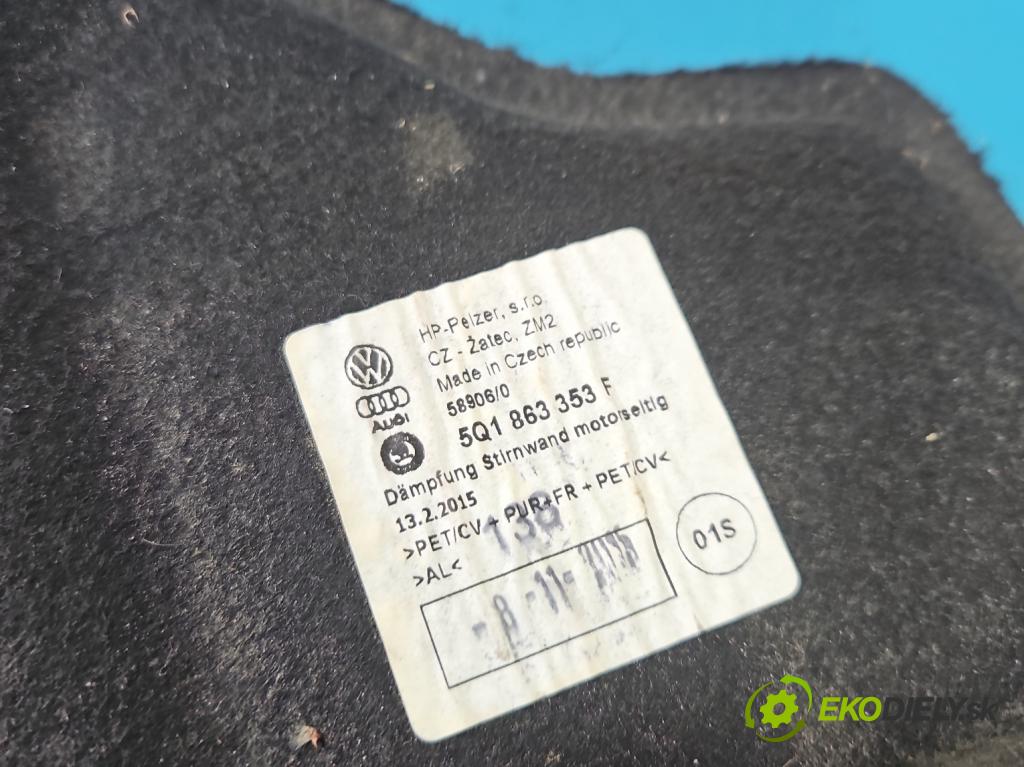 HP-Pelzer, s.r.o.
CZ - Žatec, ZM2
Made in Czech republic
58906/0
AUDI
5Q1 863 353 F
Dämpfung Stirnwand motorseitig
13.2.2015
>PET/CV + PUR+FR + PET/CV<
>AL<
01S
EKODIELY.sk